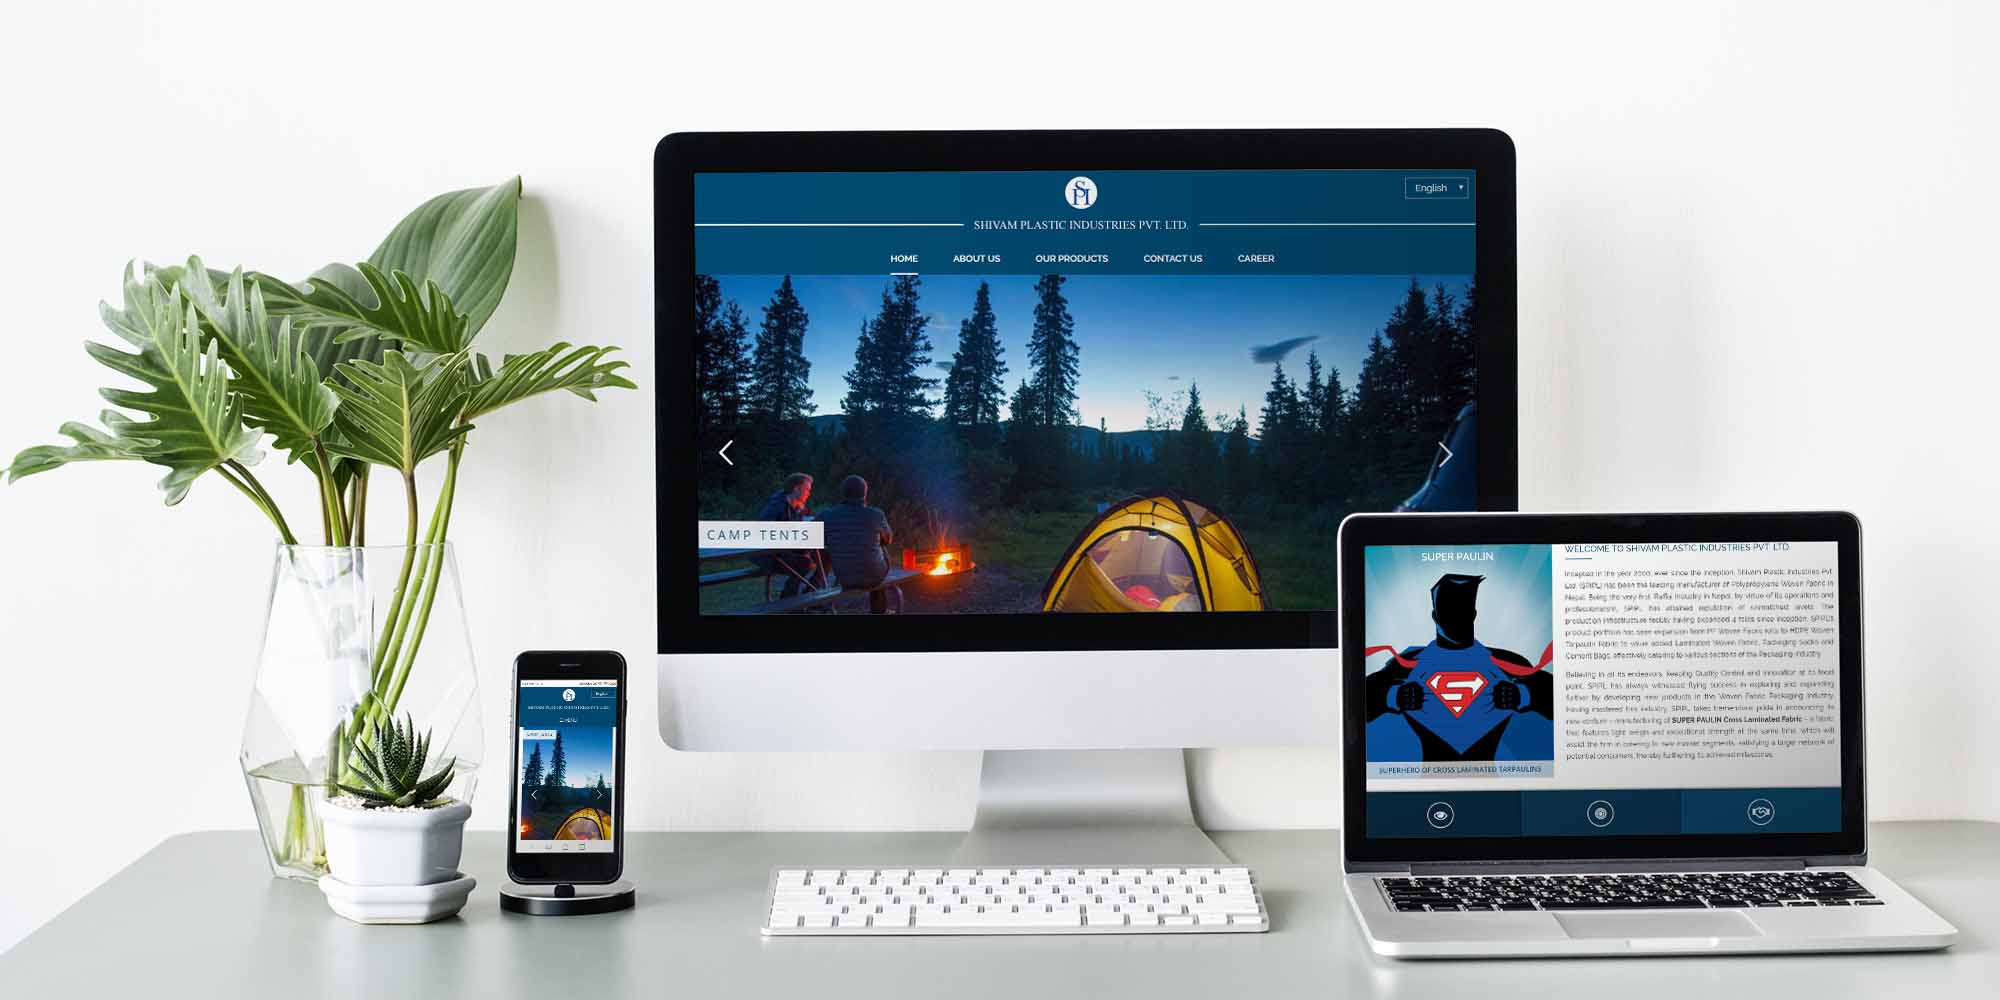 SPI
English
SHIVAM PLASTIC INDUSTRIES PVT. LTD.
HOME ABOUT US OUR PRODUCTS CONTACT US CAREER
CAMP TENTS
English
SHIVAM PLASTIC INDUSTRIES PVT. LTD.
MENU
SUPER PAULIN
S
SUPERHERO OF CROSS LAMINATED TARPAULINS
WELCOME TO SHIVAM PLASTIC INDUSTRIES PVT. LTD.
Incepted in the year 2000, ever since the inception, Shivam Plastic Industries Pvt.
Ltd. (SPIPL) has been the leading manufacturer of Polypropylene Woven Fabric in
Nepal. Being the very first Raffia Industry in Nepal, by virtue of its operations and
professionalism, SPIPL has attained reputation of unmatched levels. The
production infrastructure facility having expanded 4 folds since inception, SPIPL's
product portfolio has been expansion from PP Woven Fabric Rolls to HDPE Woven
Tarpaulin Fabric to value added Laminated Woven Fabric, Packaging Sacks and
Cement Bags, effectively catering to various sections of the Packaging Industry.
Believing in all its endeavors, keeping Quality Control and Innovation at its focal
point, SPIPL has always witnessed flying success in exploring and expanding
further by developing new products in the Woven Fabric Packaging Industry.
Having mastered this industry, SPIPL takes tremendous pride in announcing its
new venture - manufacturing of SUPER PAULIN Cross Laminated Fabric - a fabric
that features light weight and exceptional strength at the same time, which will
assist the firm in catering to new market segments, satisfying a larger network of
potential consumers, thereby furthering to achieved milestones.